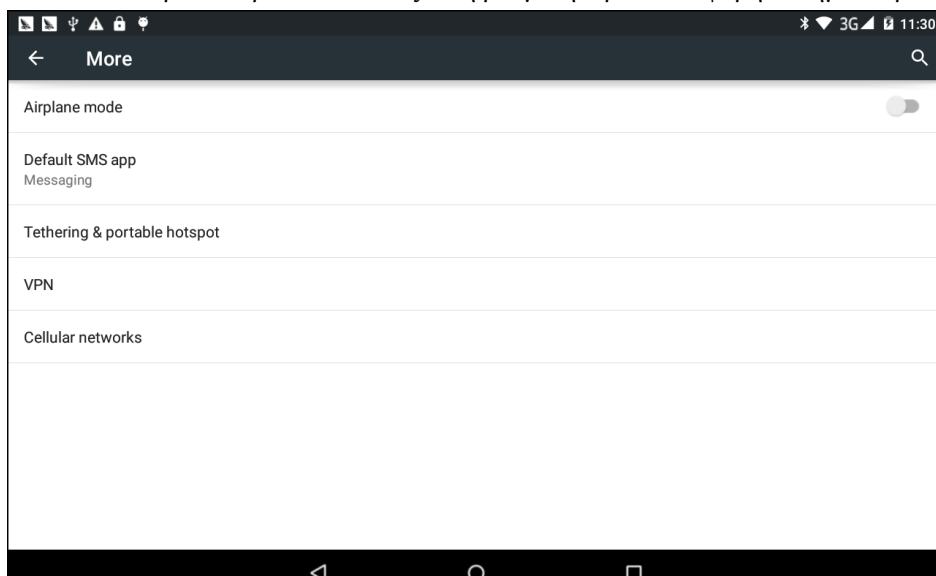 3G 11:30
More
Airplane mode
Default SMS app
Messaging
Tethering & portable hotspot
VPN
Cellular networks